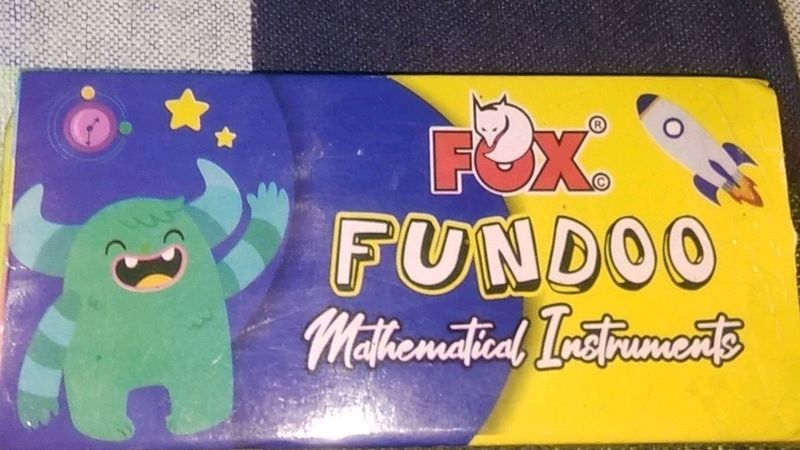 FOX® ©
FUNDOO
Mathematical Instruments